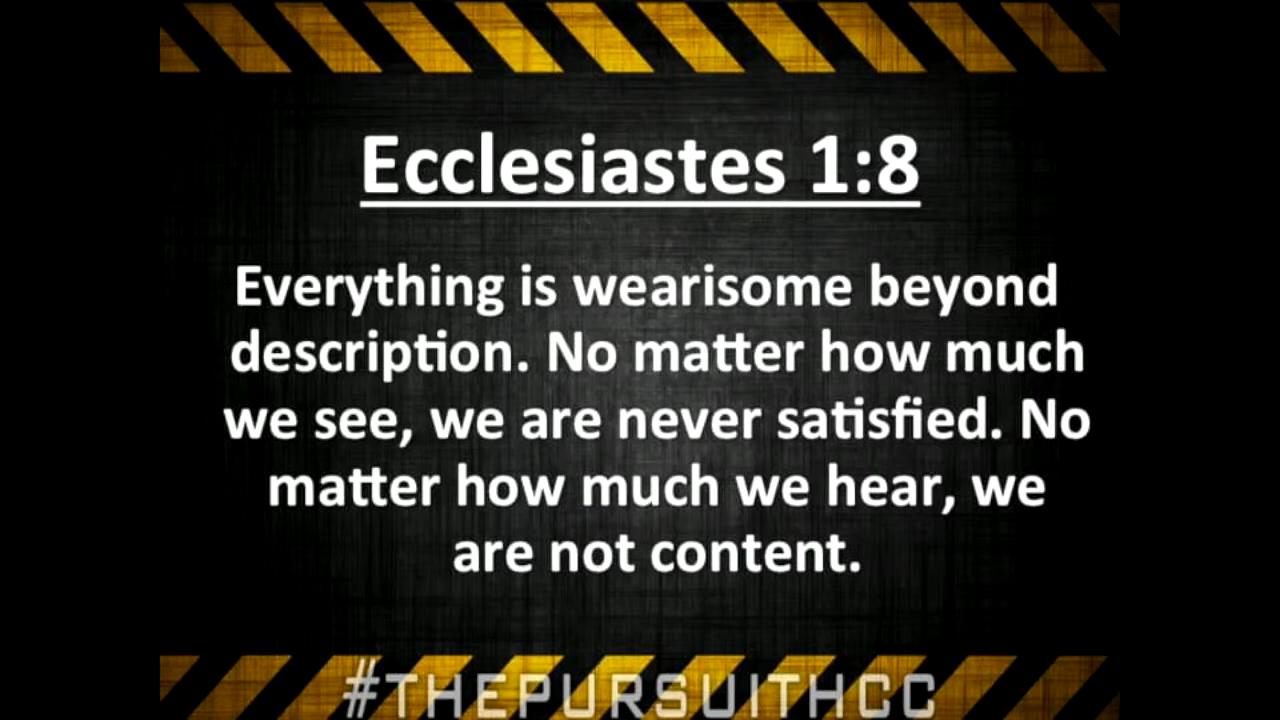 Ecclesiastes 1:8
Everything is wearisome beyond
description. No matter how much
we see, we are never satisfied. No
matter how much we hear, we
are not content.
#THEPURSUITHCC